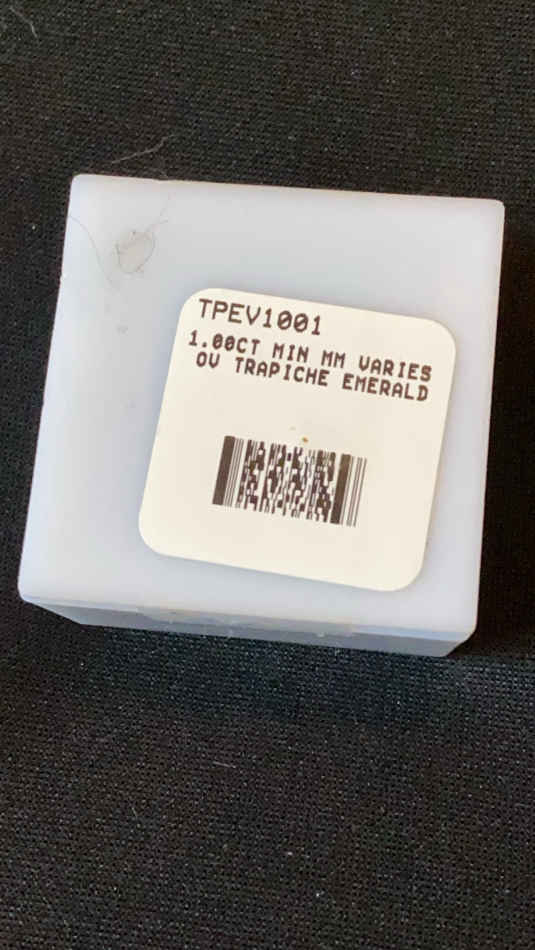 TPEV1001
1.00CT MIN MM VARIES
OV TRAPICHE EMERALD